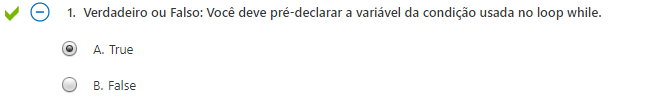 1. Verdadeiro ou Falso: Você deve pré-declarar a variável da condição usada no loop while.
A. True
B. False